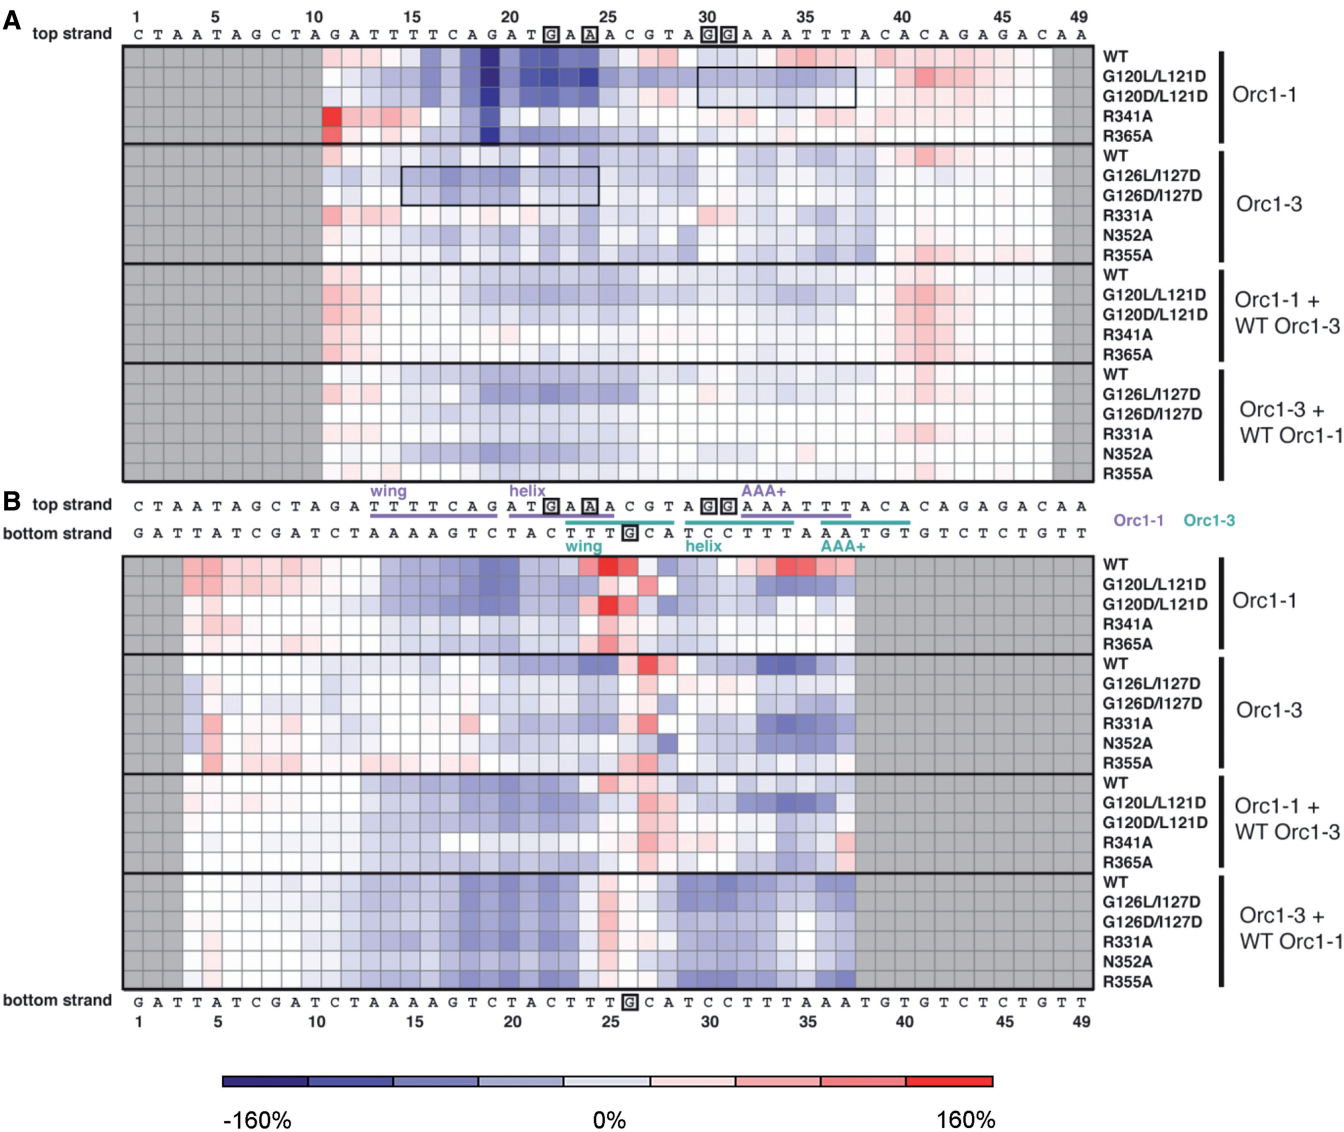 A
1 5 10 15 20 25 30 35 40 45 49
top strand C T A A T A G C T A G A T T T T C A G A T G A A A C G T A G G A A A T T T A C A C A G A G A C A A
WT
G120L/L121D
G120D/L121D
R341A
R365A
Orc1-1
WT
G126L/I127D
G126D/I127D
R331A
N352A
R355A
Orc1-3
WT
G120L/L121D
G120D/L121D
R341A
R365A
Orc1-1 +
WT Orc1-3
WT
G126L/I127D
G126D/I127D
R331A
N352A
R355A
Orc1-3 +
WT Orc1-1
B
wing helix AAA+
top strand C T A A T A G C T A G A T T T T C A G A T G A A A C G T A G G A A A T T T A C A C A G A G A C A A
Orc1-1 Orc1-3
bottom strand G A T T A T C G A T C T A A A A G T C T A C T T T G C A T C C T T T A A A T G T G T C T C T G T T
wing helix AAA+
WT
G120L/L121D
G120D/L121D
R341A
R365A
Orc1-1
WT
G126L/I127D
G126D/I127D
R331A
N352A
R355A
Orc1-3
WT
G120L/L121D
G120D/L121D
R341A
R365A
Orc1-1 +
WT Orc1-3
WT
G126L/I127D
G126D/I127D
R331A
N352A
R355A
Orc1-3 +
WT Orc1-1
bottom strand G A T T A T C G A T C T A A A A G T C T A C T T T G C A T C C T T T A A A T G T G T C T C T G T T
1 5 10 15 20 25 30 35 40 45 49
-160% 0% 160%